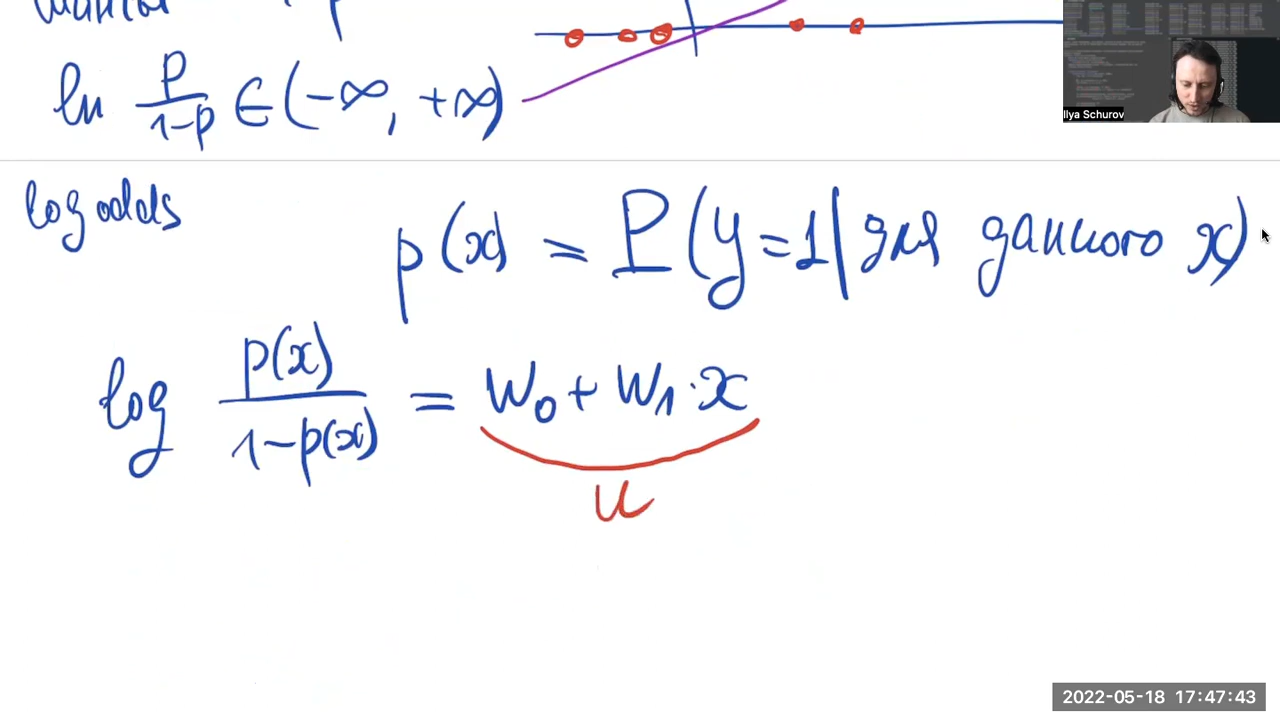 p
ln p/(1-p) ∈ (-∞, +∞)
Ilya Schurov
log odds
p(x) = P(y=1| для данного x)
log p(x)/(1-p(x)) = w₀ + w₁·x
u
2022-05-18 17:47:43